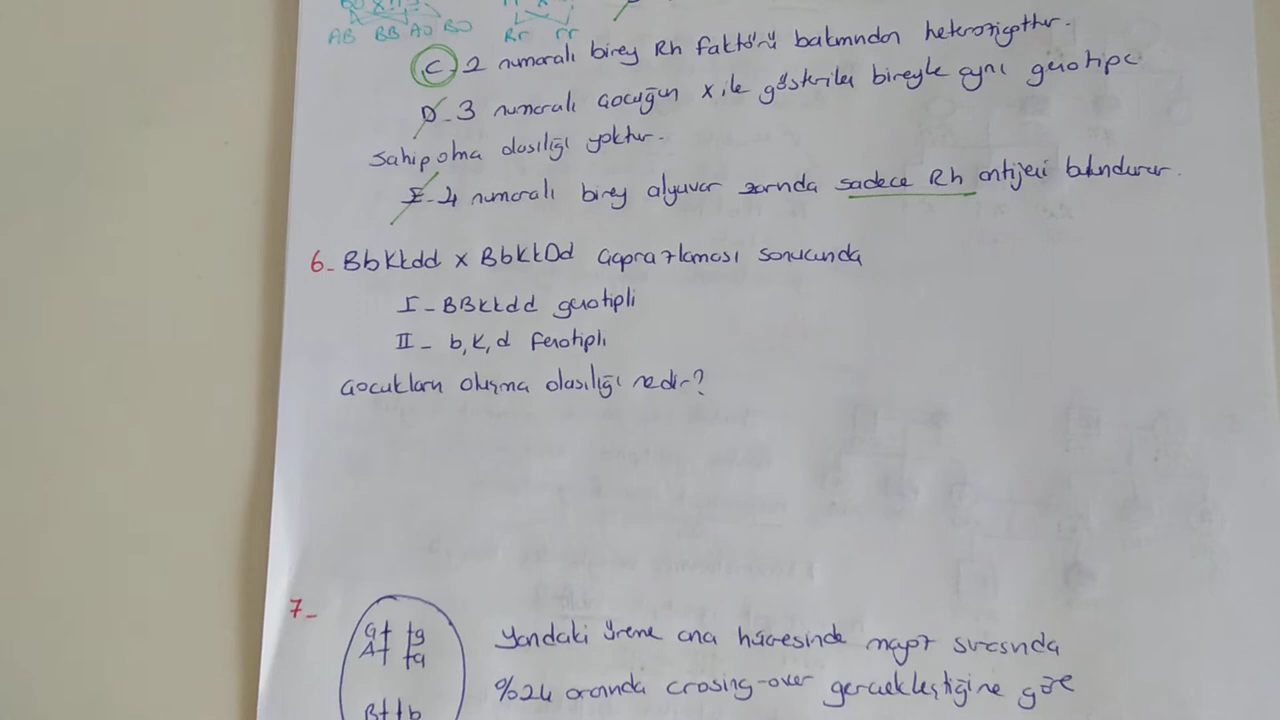 AB BB AO BO Rr rr
C. 2 numaralı birey Rh faktörü bakımından heterozigottur.
D. 3 numaralı çocuğun x ile gösterilen bireyle aynı genotipe
sahip olma olasılığı yoktur.
E. 4 numaralı birey alyuvar zarında sadece Rh antijeni bulundurur.
6- BbKkdd x BbKkDd çaprazlaması sonucunda
I - BBkkdd genotipli
II - b, K, d fenotipli
çocukların oluşma olasılığı nedir?
7-
G g
A a
B b
Yandaki üreme ana hücresinde mayoz sırasında
%24 oranında crosing-over gerçekleştiğine göre